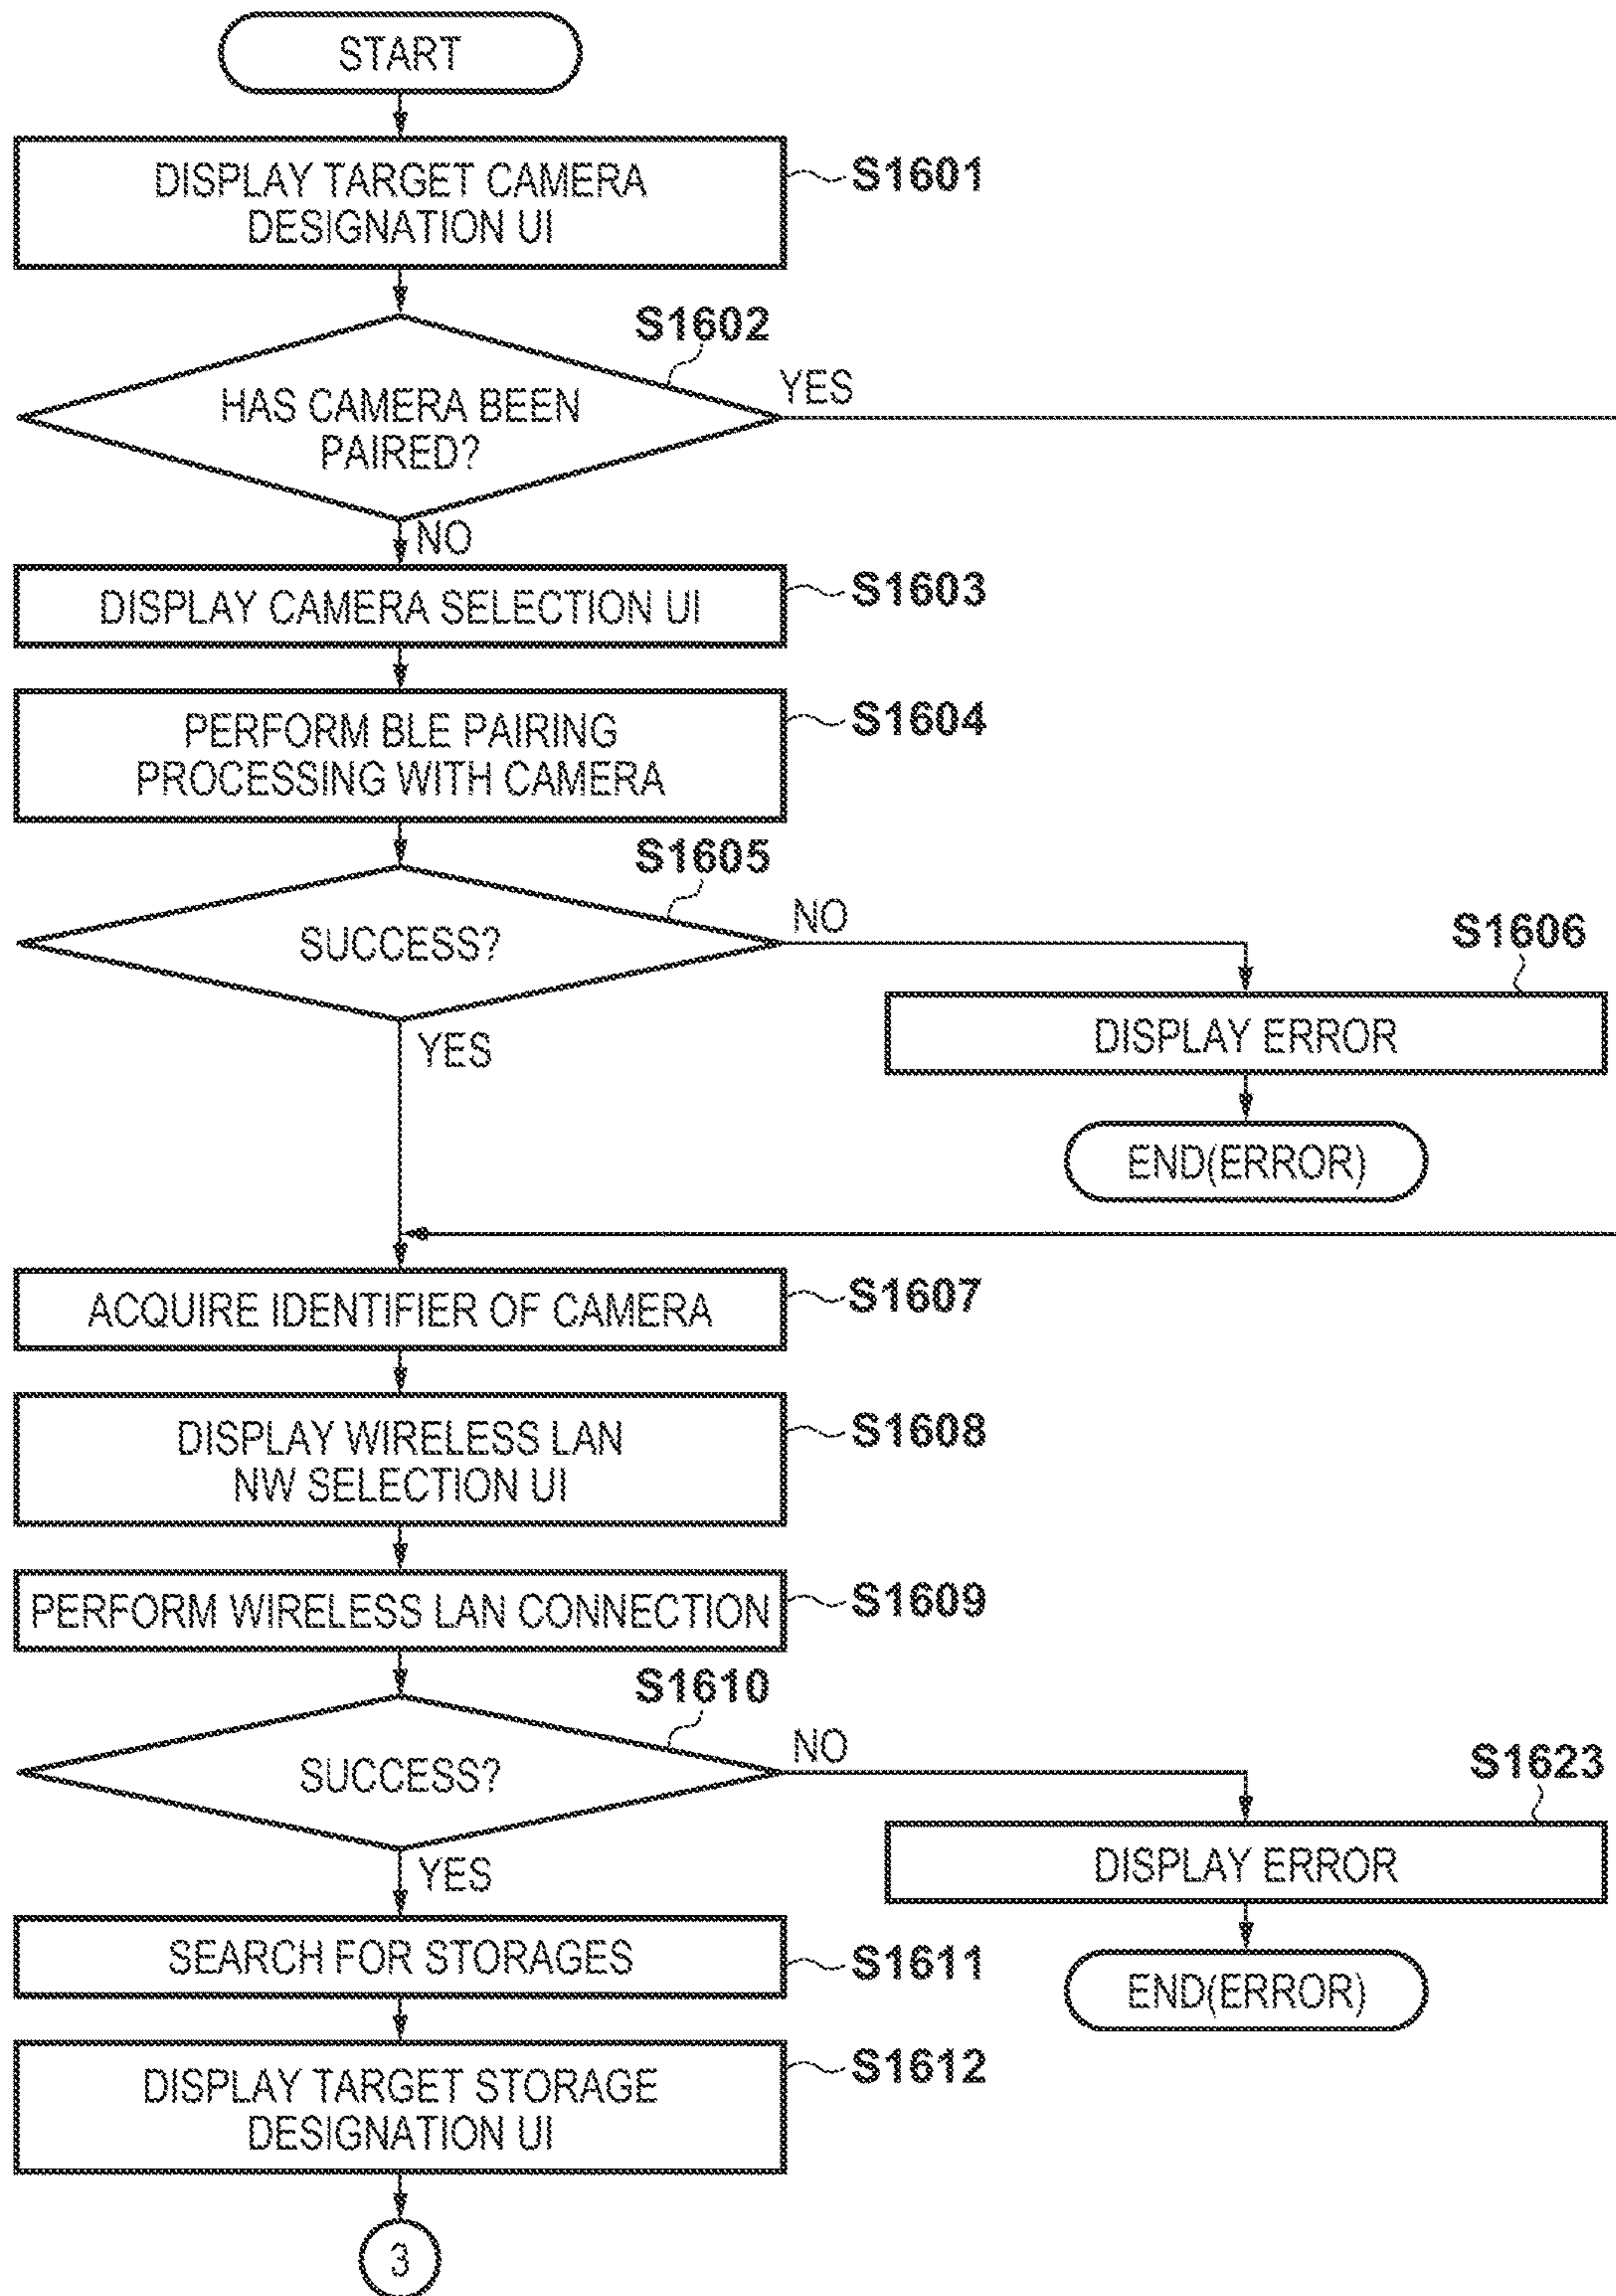 START
DISPLAY TARGET CAMERA
DESIGNATION UI
S1601
S1602
HAS CAMERA BEEN
PAIRED?
YES
NO
DISPLAY CAMERA SELECTION UI
S1603
PERFORM BLE PAIRING
PROCESSING WITH CAMERA
S1604
S1605
SUCCESS?
NO
S1606
DISPLAY ERROR
YES
END(ERROR)
ACQUIRE IDENTIFIER OF CAMERA
S1607
DISPLAY WIRELESS LAN
NW SELECTION UI
S1608
PERFORM WIRELESS LAN CONNECTION
S1609
S1610
SUCCESS?
NO
S1623
DISPLAY ERROR
YES
SEARCH FOR STORAGES
S1611
END(ERROR)
DISPLAY TARGET STORAGE
DESIGNATION UI
S1612
3